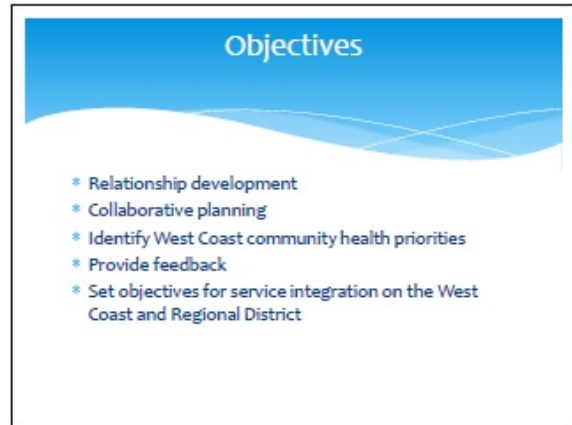 Objectives
* Relationship development
* Collaborative planning
* Identify West Coast community health priorities
* Provide feedback
* Set objectives for service integration on the West
Coast and Regional District